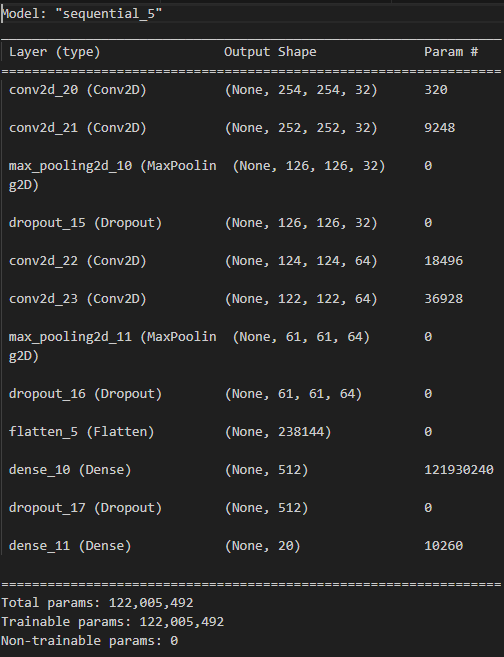 Model: "sequential_5"
_________________________________________________________________
Layer (type) Output Shape Param #
=================================================================
conv2d_20 (Conv2D) (None, 254, 254, 32) 320
conv2d_21 (Conv2D) (None, 252, 252, 32) 9248
max_pooling2d_10 (MaxPoolin (None, 126, 126, 32) 0
g2D)
dropout_15 (Dropout) (None, 126, 126, 32) 0
conv2d_22 (Conv2D) (None, 124, 124, 64) 18496
conv2d_23 (Conv2D) (None, 122, 122, 64) 36928
max_pooling2d_11 (MaxPoolin (None, 61, 61, 64) 0
g2D)
dropout_16 (Dropout) (None, 61, 61, 64) 0
flatten_5 (Flatten) (None, 238144) 0
dense_10 (Dense) (None, 512) 121930240
dropout_17 (Dropout) (None, 512) 0
dense_11 (Dense) (None, 20) 10260
=================================================================
Total params: 122,005,492
Trainable params: 122,005,492
Non-trainable params: 0